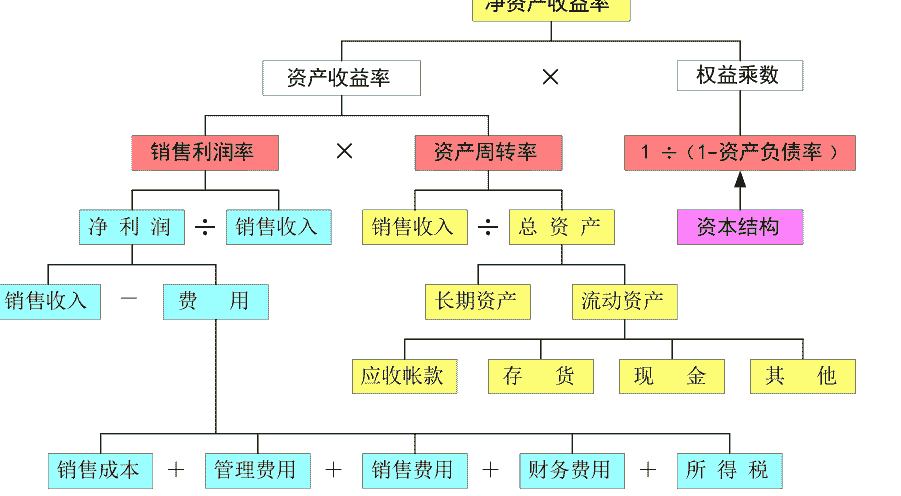 净资产收益率
资产收益率 × 权益乘数
销售利润率 × 资产周转率 1 ÷（1-资产负债率）
净利润 ÷ 销售收入 销售收入 ÷ 总资产 资本结构
销售收入 － 费用 长期资产 流动资产
应收帐款 存货 现金 其他
销售成本 + 管理费用 + 销售费用 + 财务费用 + 所得税